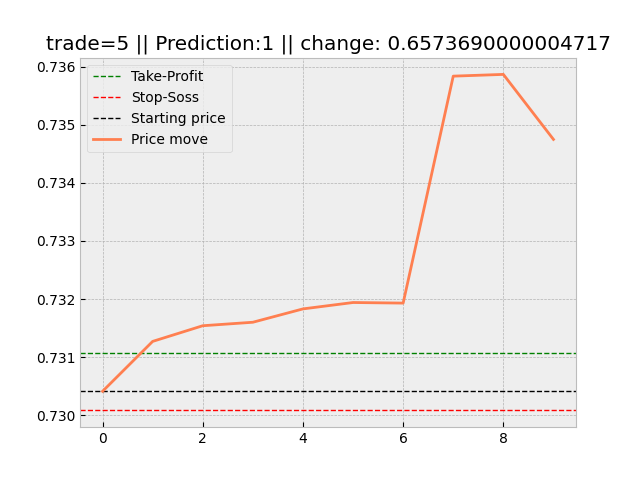 trade=5 || Prediction:1 || change: 0.6573690000004717
Take-Profit
Stop-Soss
Starting price
Price move
0.736
0.735
0.734
0.733
0.732
0.731
0.730
0 2 4 6 8